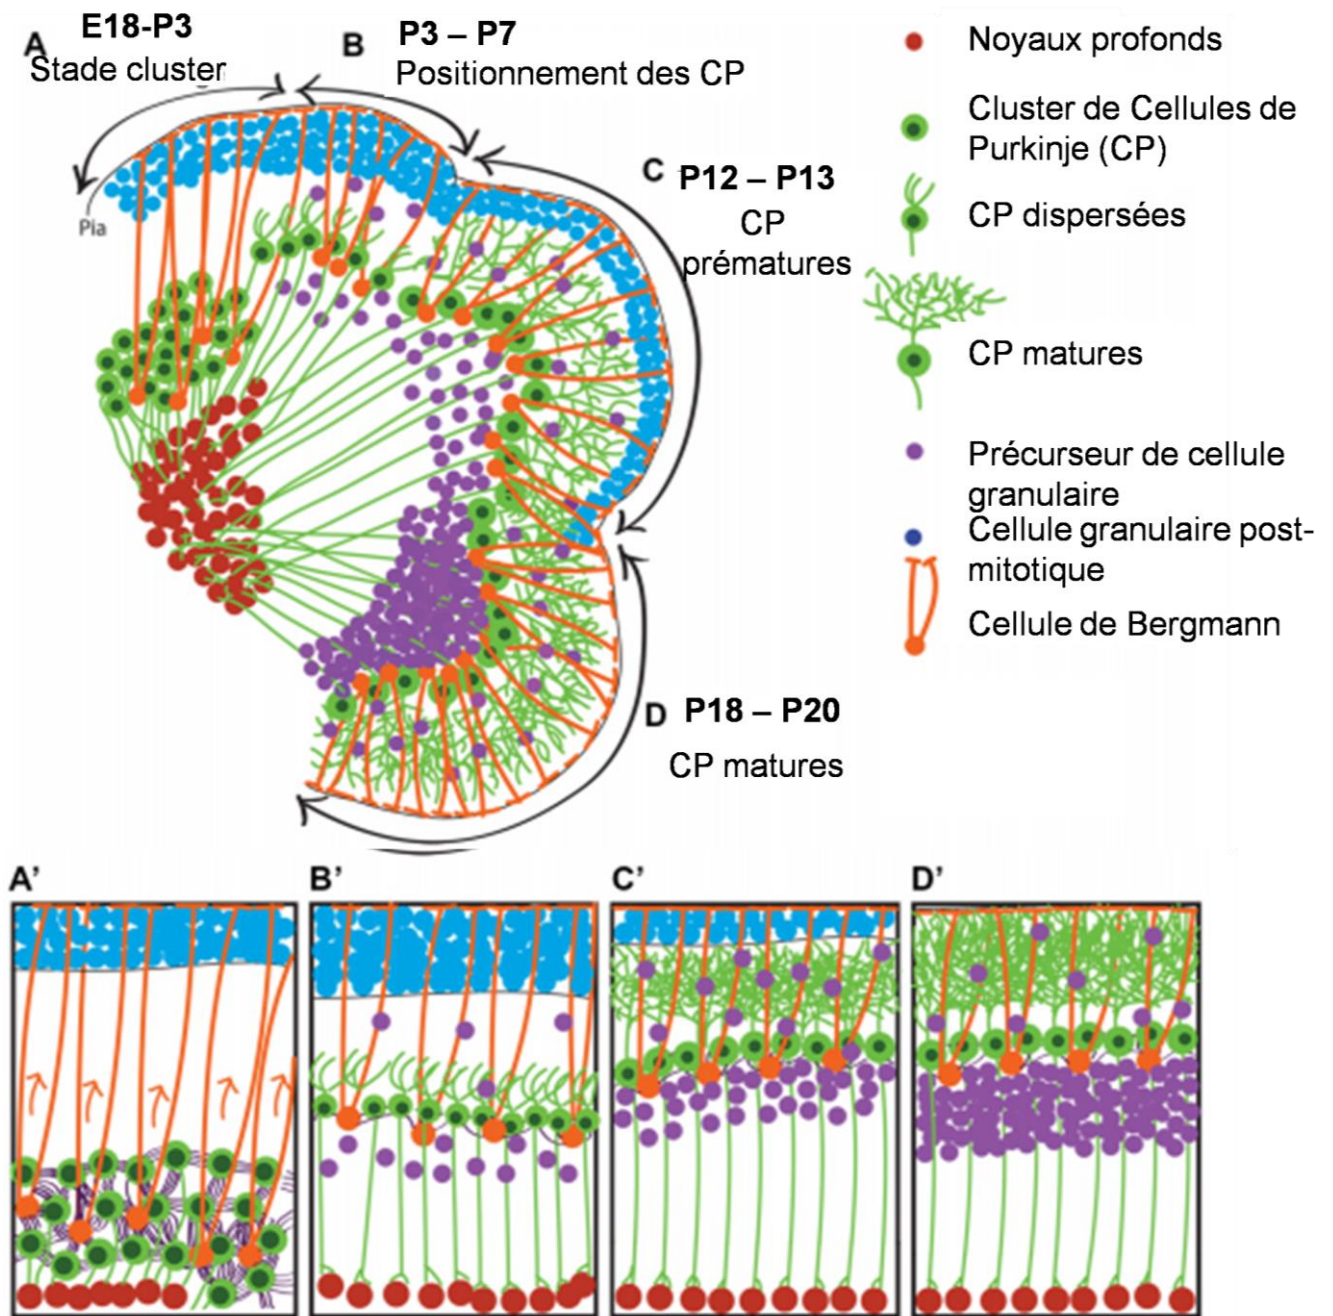 A
E18-P3
Stade cluster
B
P3 – P7
Positionnement des CP
Pia
C
P12 – P13
CP
prématures
D
P18 – P20
CP matures
Noyaux profonds
Cluster de Cellules de
Purkinje (CP)
CP dispersées
CP matures
Précurseur de cellule
granulaire
Cellule granulaire post-
mitotique
Cellule de Bergmann
A’
B’
C’
D’